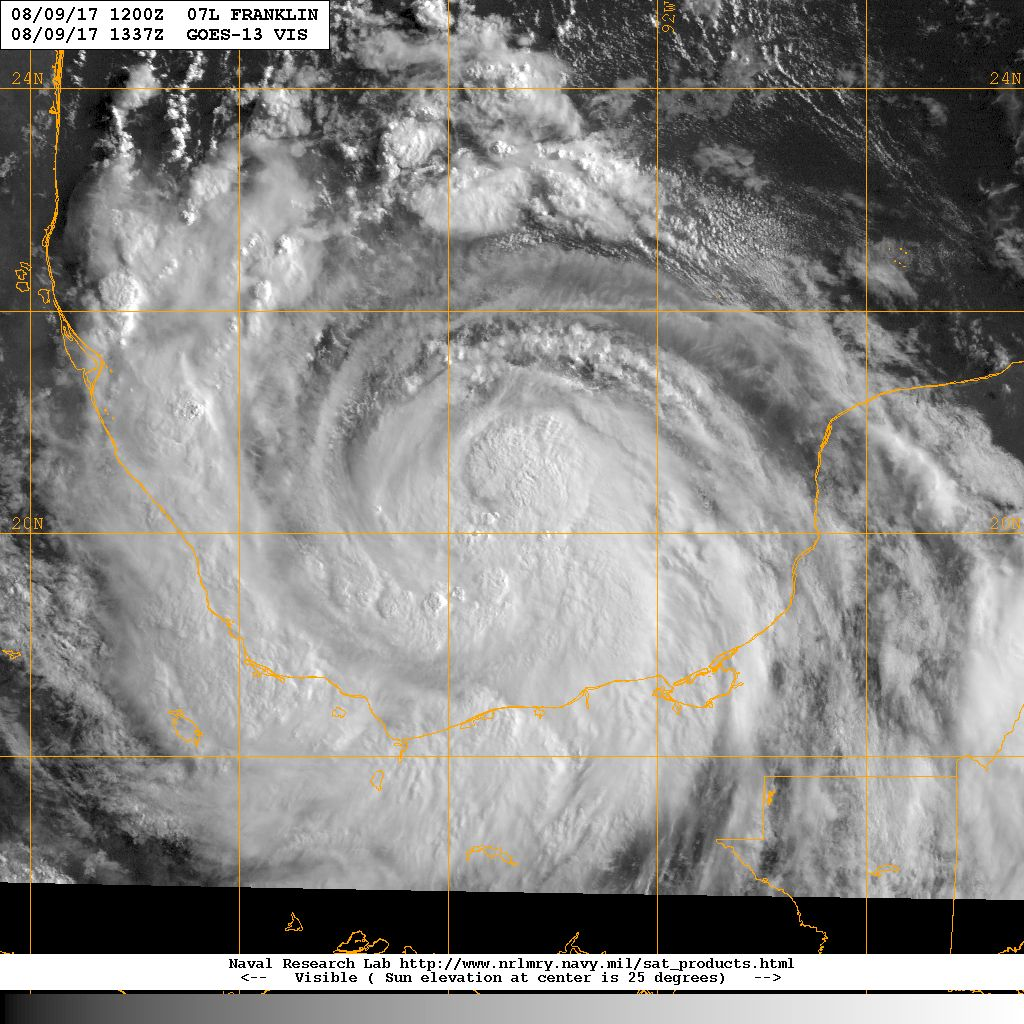 08/09/17 1200Z 07L FRANKLIN
08/09/17 1337Z GOES-13 VIS
92W
24N 24N
20N 20N
Naval Research Lab http://www.nrlmry.navy.mil/sat_products.html
<-- Visible ( Sun elevation at center is 25 degrees) -->